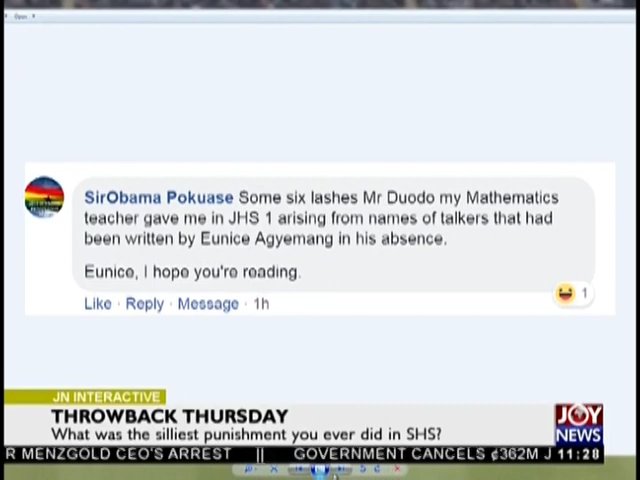 Open
SirObama Pokuase Some six lashes Mr Duodo my Mathematics
teacher gave me in JHS 1 arising from names of talkers that had
been written by Eunice Agyemang in his absence.
Eunice, I hope you're reading.
1
Like · Reply · Message · 1h
JN INTERACTIVE
THROWBACK THURSDAY
What was the silliest punishment you ever did in SHS?
JOY
NEWS
R MENZGOLD CEO'S ARREST || GOVERNMENT CANCELS ₵362M J 11:28